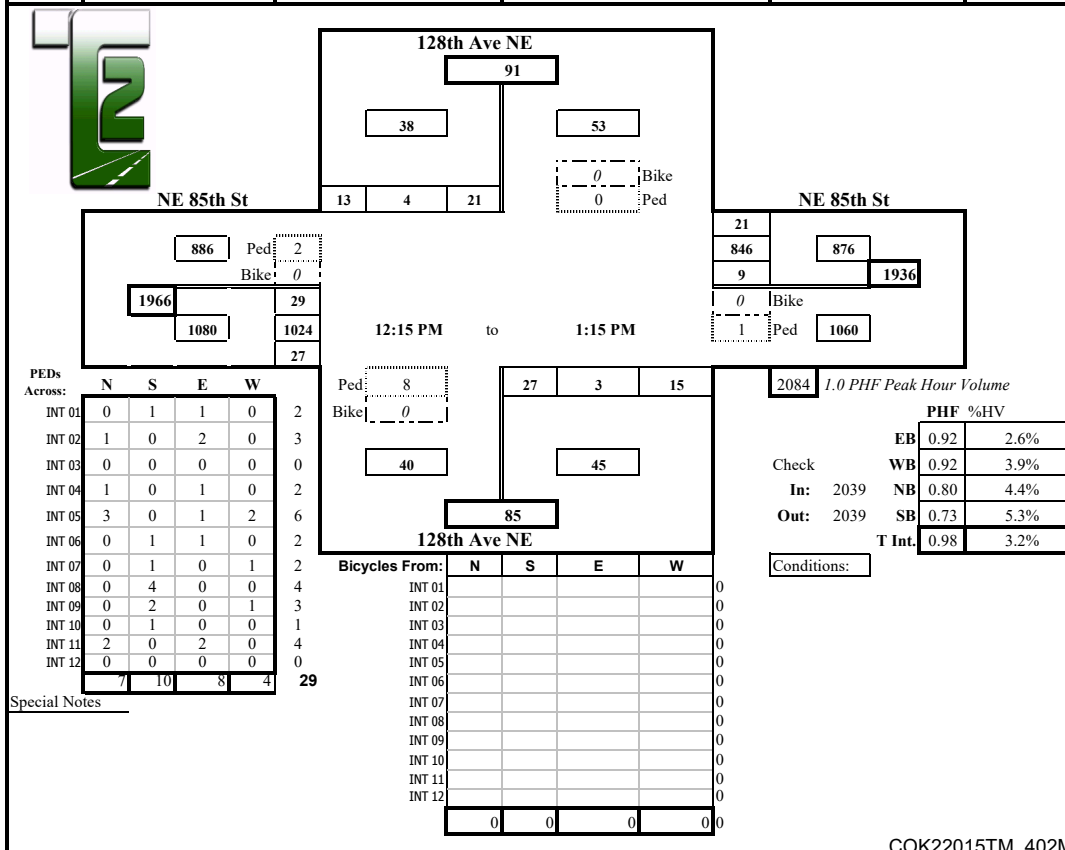 T2
128th Ave NE
91
38 53
0 Bike
0 Ped
NE 85th St 13 4 21 NE 85th St
21
886 Ped 2 846 876
Bike 0 9 1936
1966 29 0 Bike
1080 1024 12:15 PM to 1:15 PM 1 Ped 1060
27
PEDs
Across: N S E W Ped 8 27 3 15 2084 1.0 PHF Peak Hour Volume
INT 01 0 1 1 0 2 Bike 0 PHF %HV
INT 02 1 0 2 0 3 EB 0.92 2.6%
INT 03 0 0 0 0 0 40 45 Check WB 0.92 3.9%
INT 04 1 0 1 0 2 In: 2039 NB 0.80 4.4%
INT 05 3 0 1 2 6 85 Out: 2039 SB 0.73 5.3%
INT 06 0 1 1 0 2 128th Ave NE T Int. 0.98 3.2%
INT 07 0 1 0 1 2 Bicycles From: N S E W Conditions:
INT 08 0 4 0 0 4 INT 01 0
INT 09 0 2 0 1 3 INT 02 0
INT 10 0 1 0 0 1 INT 03 0
INT 11 2 0 2 0 4 INT 04 0
INT 12 0 0 0 0 0 INT 05 0
7 10 8 4 29 INT 06 0
Special Notes INT 07 0
INT 08 0
INT 09 0
INT 10 0
INT 11 0
INT 12 0
0 0 0 0 0